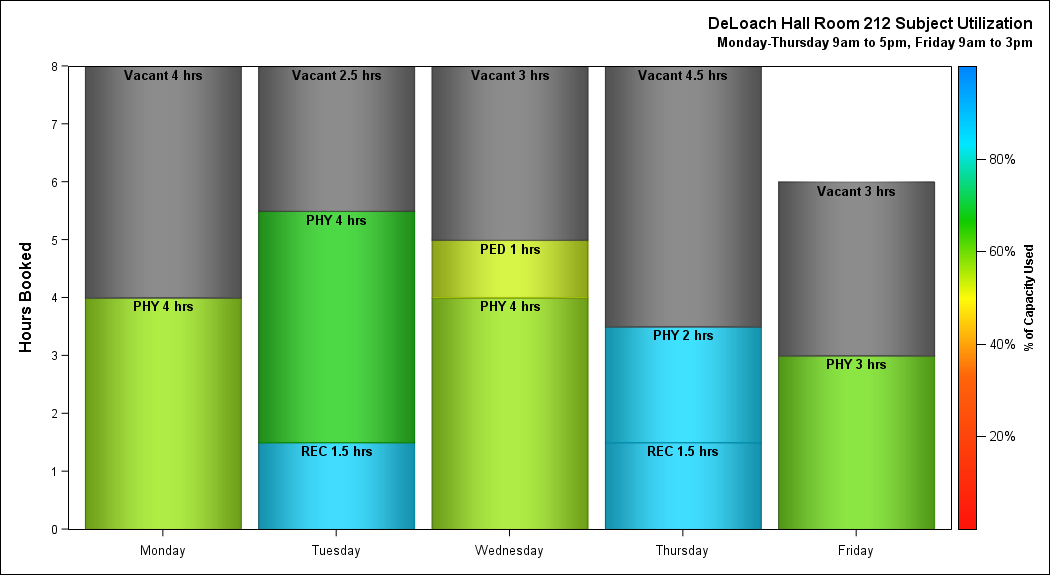 DeLoach Hall Room 212 Subject Utilization
Monday-Thursday 9am to 5pm, Friday 9am to 3pm
Hours Booked
8
7
6
5
4
3
2
1
0
Vacant 4 hrs
PHY 4 hrs
Vacant 2.5 hrs
PHY 4 hrs
REC 1.5 hrs
Vacant 3 hrs
PED 1 hrs
PHY 4 hrs
Vacant 4.5 hrs
PHY 2 hrs
REC 1.5 hrs
Vacant 3 hrs
PHY 3 hrs
Monday
Tuesday
Wednesday
Thursday
Friday
80%
60%
40%
20%
% of Capacity Used